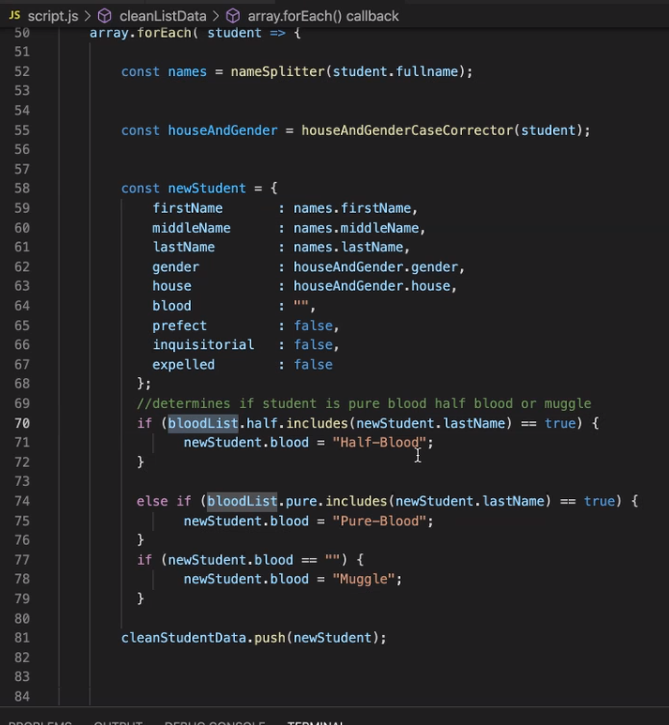 JS script.js > cleanListData > array.forEach() callback
50 array.forEach( student => {
51
52 const names = nameSplitter(student.fullname);
53
54
55 const houseAndGender = houseAndGenderCaseCorrector(student);
56
57
58 const newStudent = {
59 firstName : names.firstName,
60 middleName : names.middleName,
61 lastName : names.lastName,
62 gender : houseAndGender.gender,
63 house : houseAndGender.house,
64 blood : "",
65 prefect : false,
66 inquisitorial : false,
67 expelled : false
68 };
69 //determines if student is pure blood half blood or muggle
70 if (bloodList.half.includes(newStudent.lastName) == true) {
71 newStudent.blood = "Half-Blood";
72 }
73
74 else if (bloodList.pure.includes(newStudent.lastName) == true) {
75 newStudent.blood = "Pure-Blood";
76 }
77 if (newStudent.blood == "") {
78 newStudent.blood = "Muggle";
79 }
80
81 cleanStudentData.push(newStudent);
82
83
84
PROBLEMS OUTPUT DEBUG CONSOLE TERMINAL